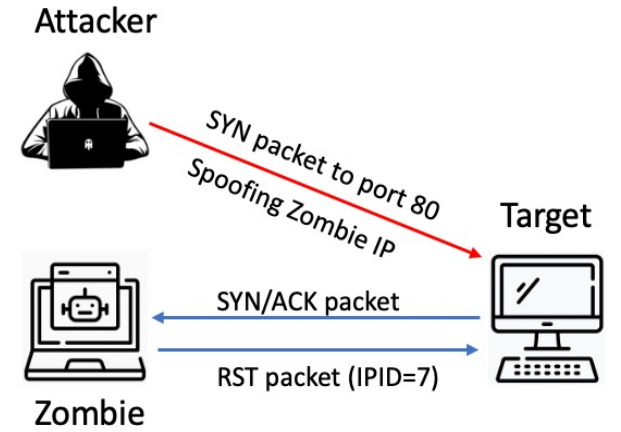 Attacker
SYN packet to port 80
Spoofing Zombie IP
Target
SYN/ACK packet
RST packet (IPID=7)
Zombie